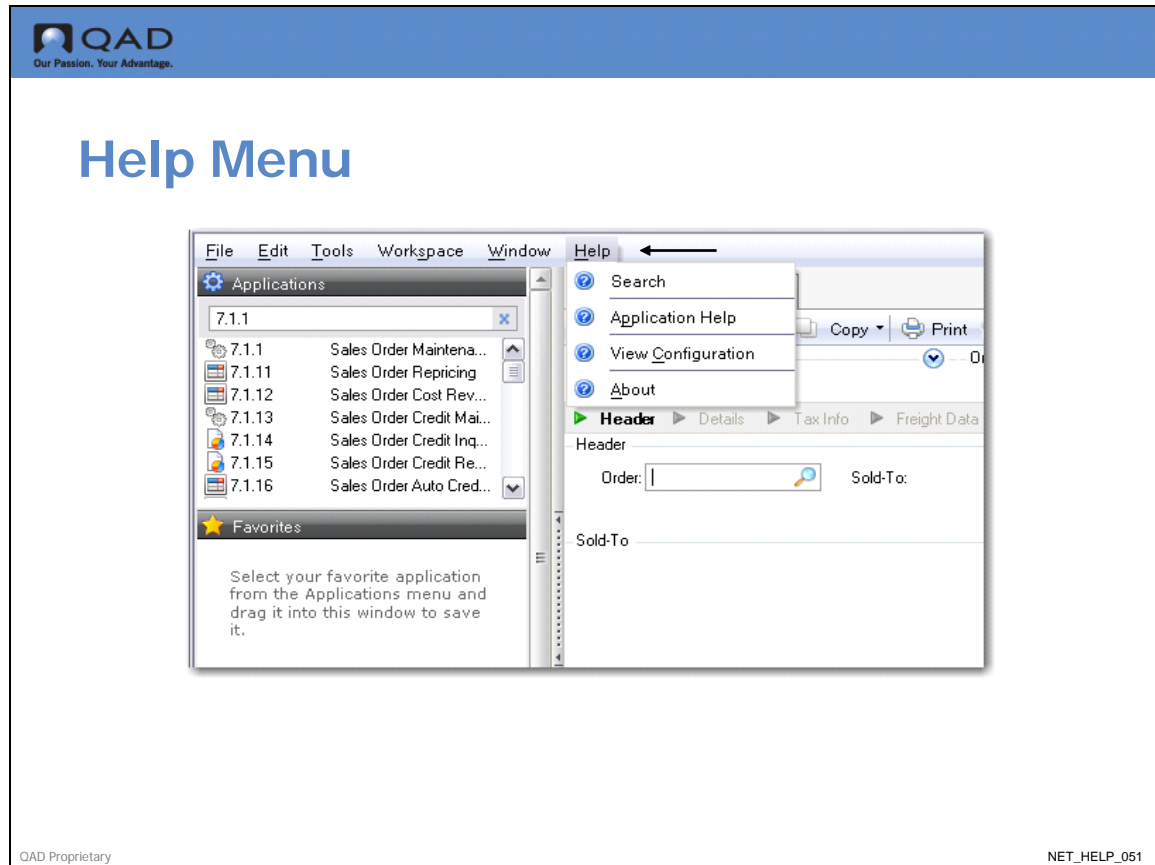 QAD
Our Passion. Your Advantage.
Help Menu
File Edit Tools Workspace Window Help
Applications
7.1.1
7.1.1 Sales Order Maintena...
7.1.11 Sales Order Repricing
7.1.12 Sales Order Cost Rev...
7.1.13 Sales Order Credit Mai...
7.1.14 Sales Order Credit Inq...
7.1.15 Sales Order Credit Re...
7.1.16 Sales Order Auto Cred...
Favorites
Select your favorite application
from the Applications menu and
drag it into this window to save
it.
Search
Application Help
View Configuration
About
Copy Print
Header Details Tax Info Freight Data
Header
Order: Sold-To:
Sold-To
QAD Proprietary
NET_HELP_051